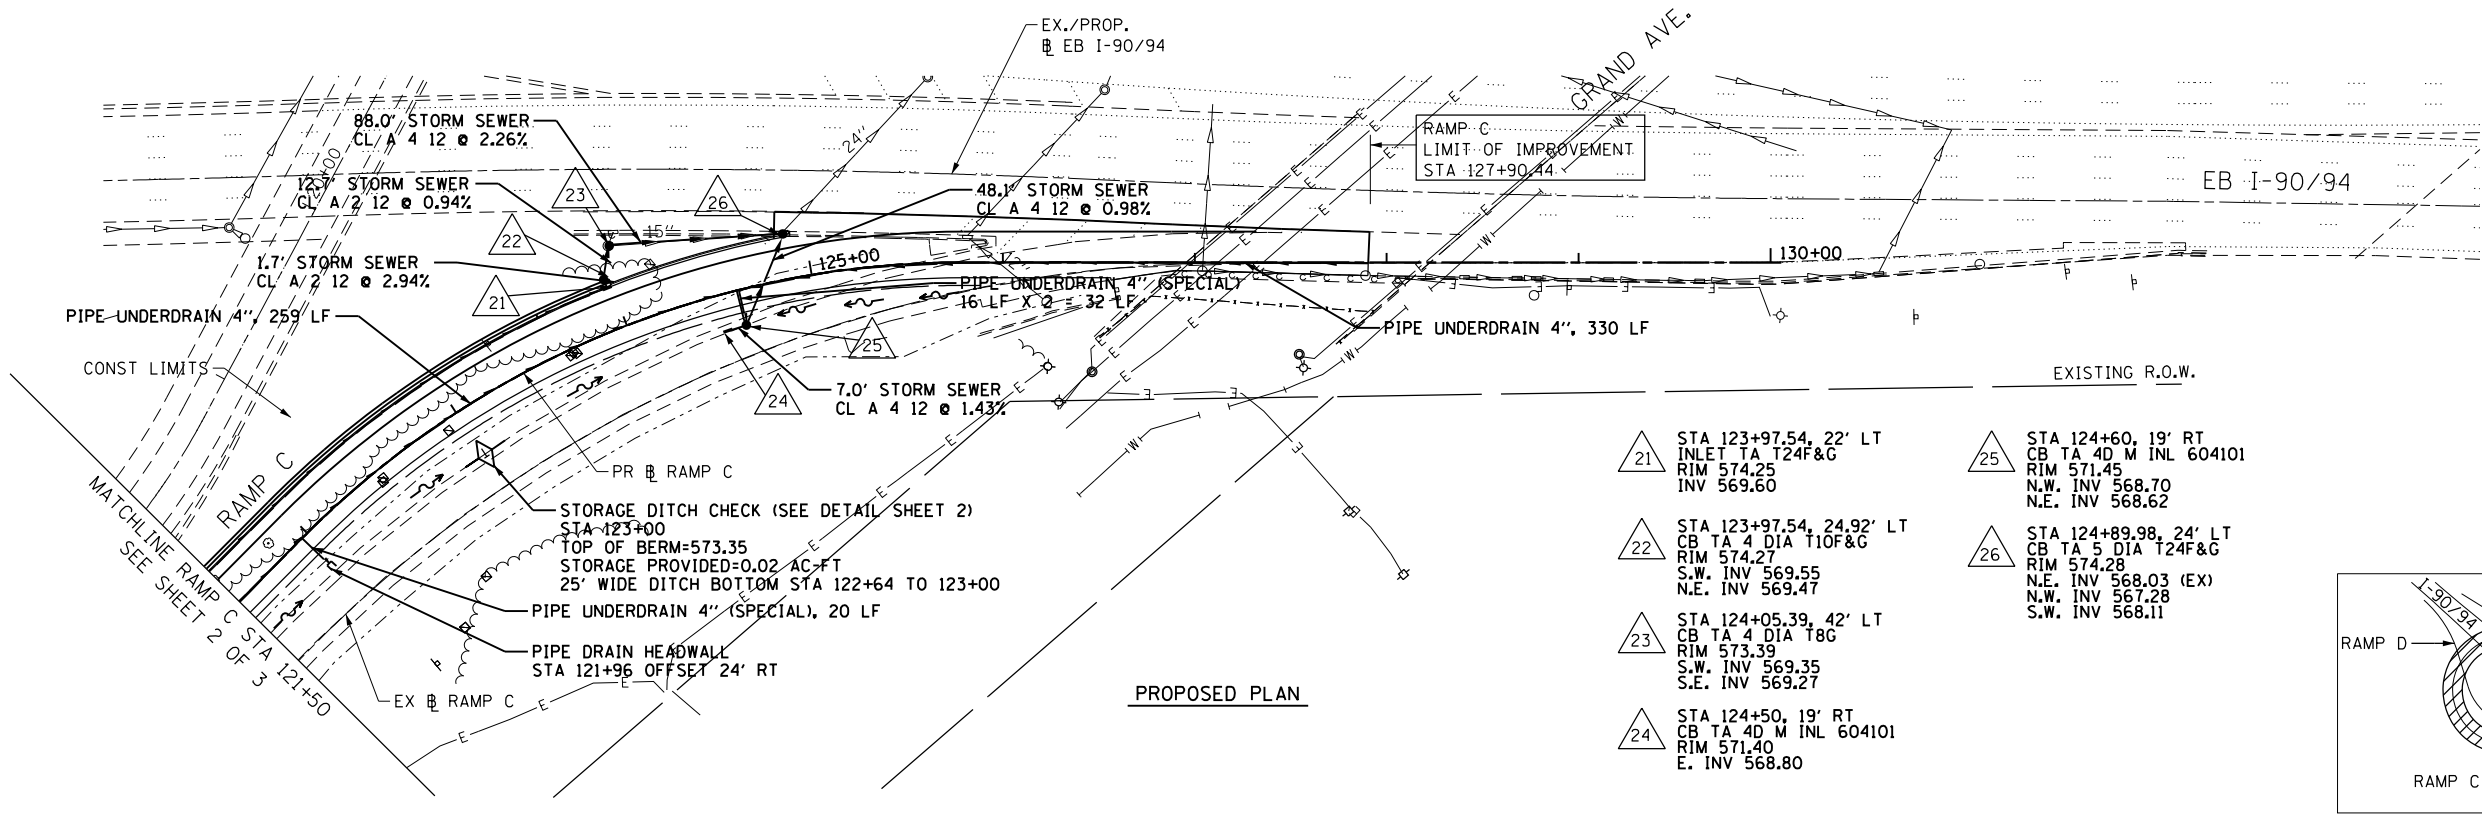 EX./PROP.
℄ EB I-90/94
GRAND AVE.
88.0' STORM SEWER
CL A 4 12 @ 2.26%
24''
RAMP C
LIMIT OF IMPROVEMENT
STA 127+90.44
12.7' STORM SEWER
CL A 2 12 @ 0.94%
23
26
48.1' STORM SEWER
CL A 4 12 @ 0.98%
EB I-90/94
22
15''
1.7' STORM SEWER
CL A 2 12 @ 2.94%
125+00
130+00
21
PIPE UNDERDRAIN 4'' (SPECIAL)
16 LF X 2 = 32 LF
PIPE UNDERDRAIN 4'', 259 LF
PIPE UNDERDRAIN 4'', 330 LF
25
CONST LIMITS
24
7.0' STORM SEWER
CL A 4 12 @ 1.43%
EXISTING R.O.W.
RAMP C
PR ℄ RAMP C
MATCHLINE RAMP C STA 121+50
SEE SHEET 2 OF 3
STORAGE DITCH CHECK (SEE DETAIL SHEET 2)
STA 123+00
TOP OF BERM=573.35
STORAGE PROVIDED=0.02 AC-FT
25' WIDE DITCH BOTTOM STA 122+64 TO 123+00
PIPE UNDERDRAIN 4'' (SPECIAL), 20 LF
PIPE DRAIN HEADWALL
STA 121+96 OFFSET 24' RT
EX ℄ RAMP C
PROPOSED PLAN
21
STA 123+97.54, 22' LT
INLET TA T24F&G
RIM 574.25
INV 569.60
22
STA 123+97.54, 24.92' LT
CB TA 4 DIA T10F&G
RIM 574.27
S.W. INV 569.55
N.E. INV 569.47
23
STA 124+05.39, 42' LT
CB TA 4 DIA T8G
RIM 573.39
S.W. INV 569.35
S.E. INV 569.27
24
STA 124+50, 19' RT
CB TA 4D M INL 604101
RIM 571.40
E. INV 568.80
25
STA 124+60, 19' RT
CB TA 4D M INL 604101
RIM 571.45
N.W. INV 568.70
N.E. INV 568.62
26
STA 124+89.98, 24' LT
CB TA 5 DIA T24F&G
RIM 574.28
N.E. INV 568.03 (EX)
N.W. INV 567.28
S.W. INV 568.11
I-90/94
RAMP D
RAMP C